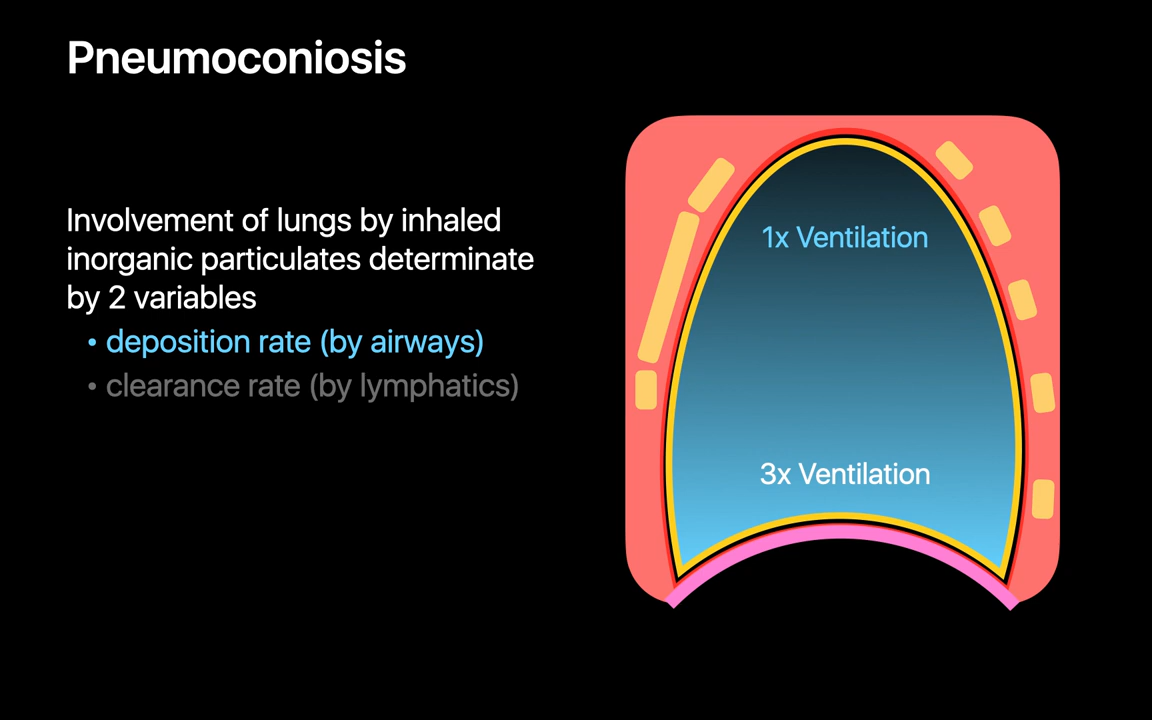 Pneumoconiosis
Involvement of lungs by inhaled
inorganic particulates determinate
by 2 variables
• deposition rate (by airways)
• clearance rate (by lymphatics)
1x Ventilation
3x Ventilation